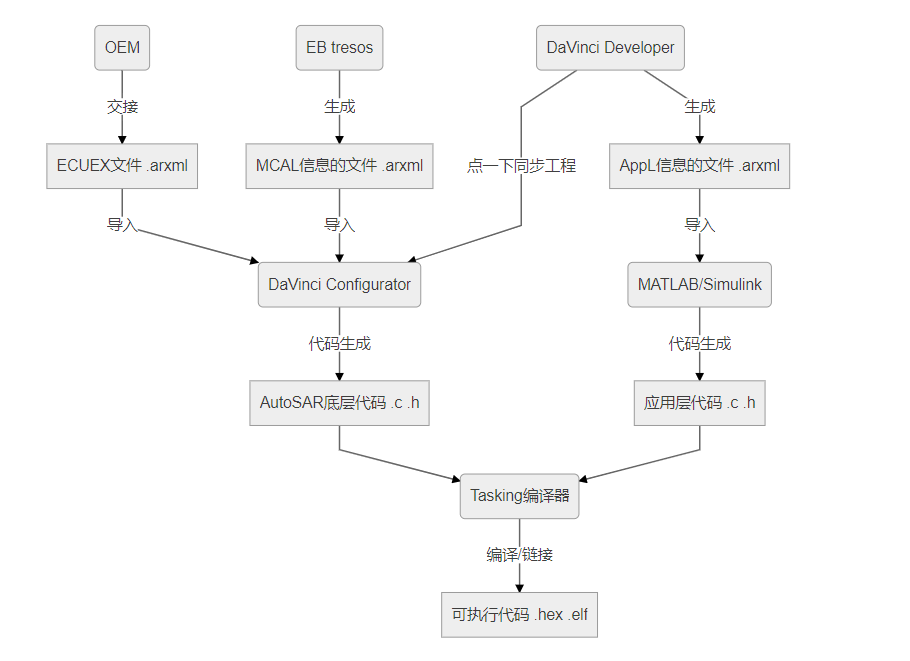 OEM
EB tresos
DaVinci Developer
交接
生成
生成
ECUEX文件 .arxml
MCAL信息的文件 .arxml
点一下同步工程
AppL信息的文件 .arxml
导入
导入
导入
DaVinci Configurator
MATLAB/Simulink
代码生成
代码生成
AutoSAR底层代码 .c .h
应用层代码 .c .h
Tasking编译器
编译/链接
可执行代码 .hex .elf